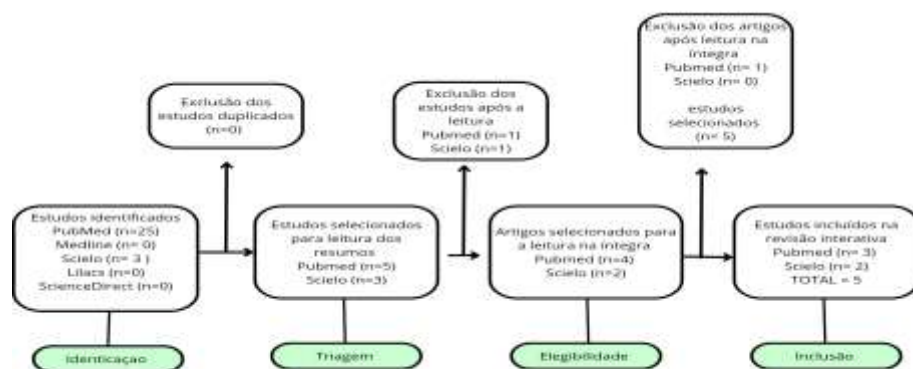 Exclusão dos
estudos duplicados
(n=0)
Exclusão dos
estudos após a
leitura
Pubmed (n=1)
Scielo (n=1)
Exclusão dos artigos
após leitura na
íntegra
Pubmed (n= 1)
Scielo (n= 0)
estudos
selecionados
(n= 5)
Estudos identificados
PubMed (n=25)
Medline (n= 0)
Scielo (n= 3 )
Lilacs (n=0)
ScienceDirect (n=0)
Estudos selecionados
para leitura dos
resumos
Pubmed (n=5)
Scielo (n=3)
Artigos selecionados para
a leitura na íntegra
Pubmed (n=4)
Scielo (n=2)
Estudos incluídos na
revisão interativa
Pubmed (n= 3)
Scielo (n= 2)
TOTAL = 5
Identicaçao
Triagem
Elegibilidade
Inclusão